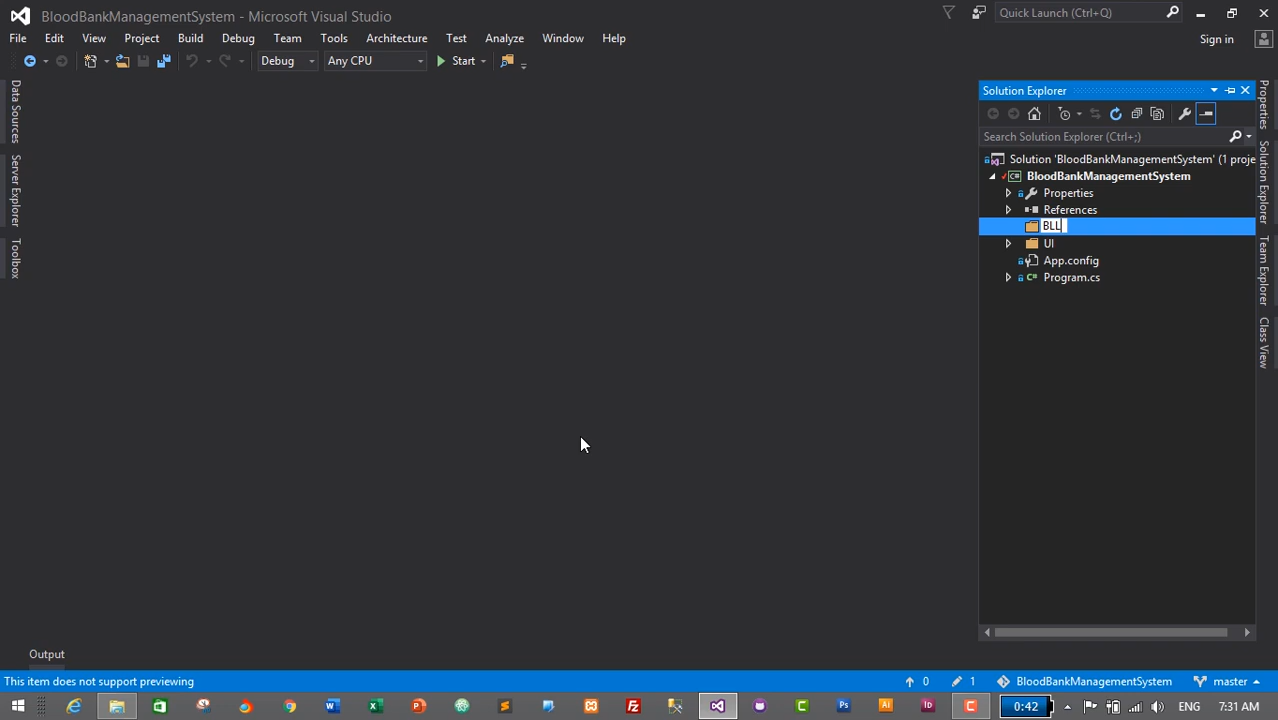 BloodBankManagementSystem - Microsoft Visual Studio
Quick Launch (Ctrl+Q)
File Edit View Project Build Debug Team Tools Architecture Test Analyze Window Help
Sign in
Debug Any CPU Start
Data Sources
Server Explorer
Toolbox
Solution Explorer
Search Solution Explorer (Ctrl+;)
Solution 'BloodBankManagementSystem' (1 proje
BloodBankManagementSystem
Properties
References
BLL
UI
App.config
Program.cs
Properties
Solution Explorer
Team Explorer
Class View
Output
This item does not support previewing
0 1 BloodBankManagementSystem master
0:42 ENG 7:31 AM